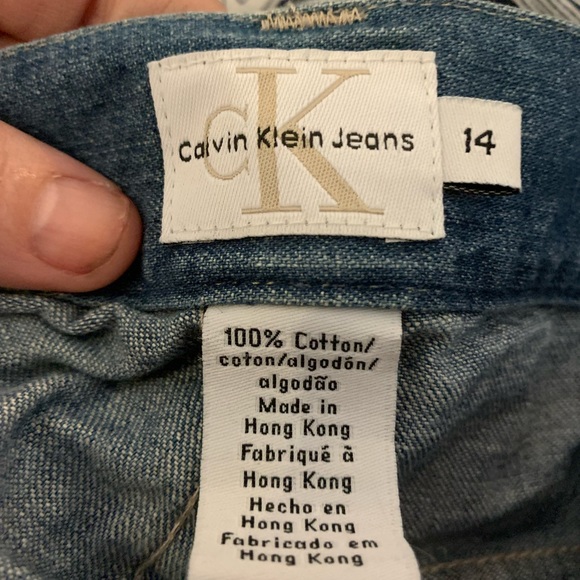 CK
Calvin Klein Jeans
14
100% Cotton/
coton/algodón/
algodão
Made in
Hong Kong
Fabriqué à
Hong Kong
Hecho en
Hong Kong
Fabricado em
Hong Kong